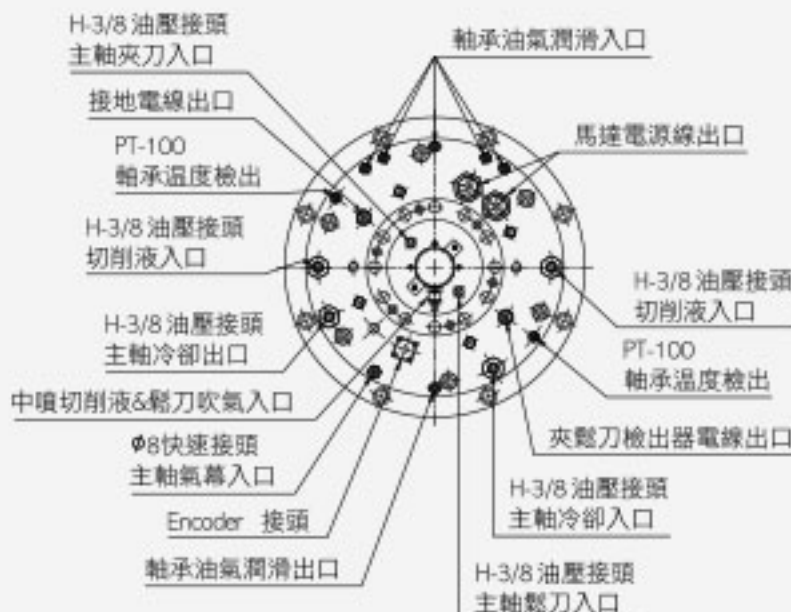 H-3/8 油壓接頭
主軸夾刀入口
軸承油氣潤滑入口
接地電線出口
馬達電源線出口
PT-100
軸承温度檢出
H-3/8 油壓接頭
切削液入口
H-3/8 油壓接頭
切削液入口
H-3/8 油壓接頭
主軸冷卻出口
PT-100
軸承温度檢出
中噴切削液&鬆刀吹氣入口
夾鬆刀檢出器電線出口
Φ8快速接頭
主軸氣幕入口
H-3/8 油壓接頭
主軸冷卻入口
Encoder 接頭
軸承油氣潤滑出口
H-3/8 油壓接頭
主軸鬆刀入口